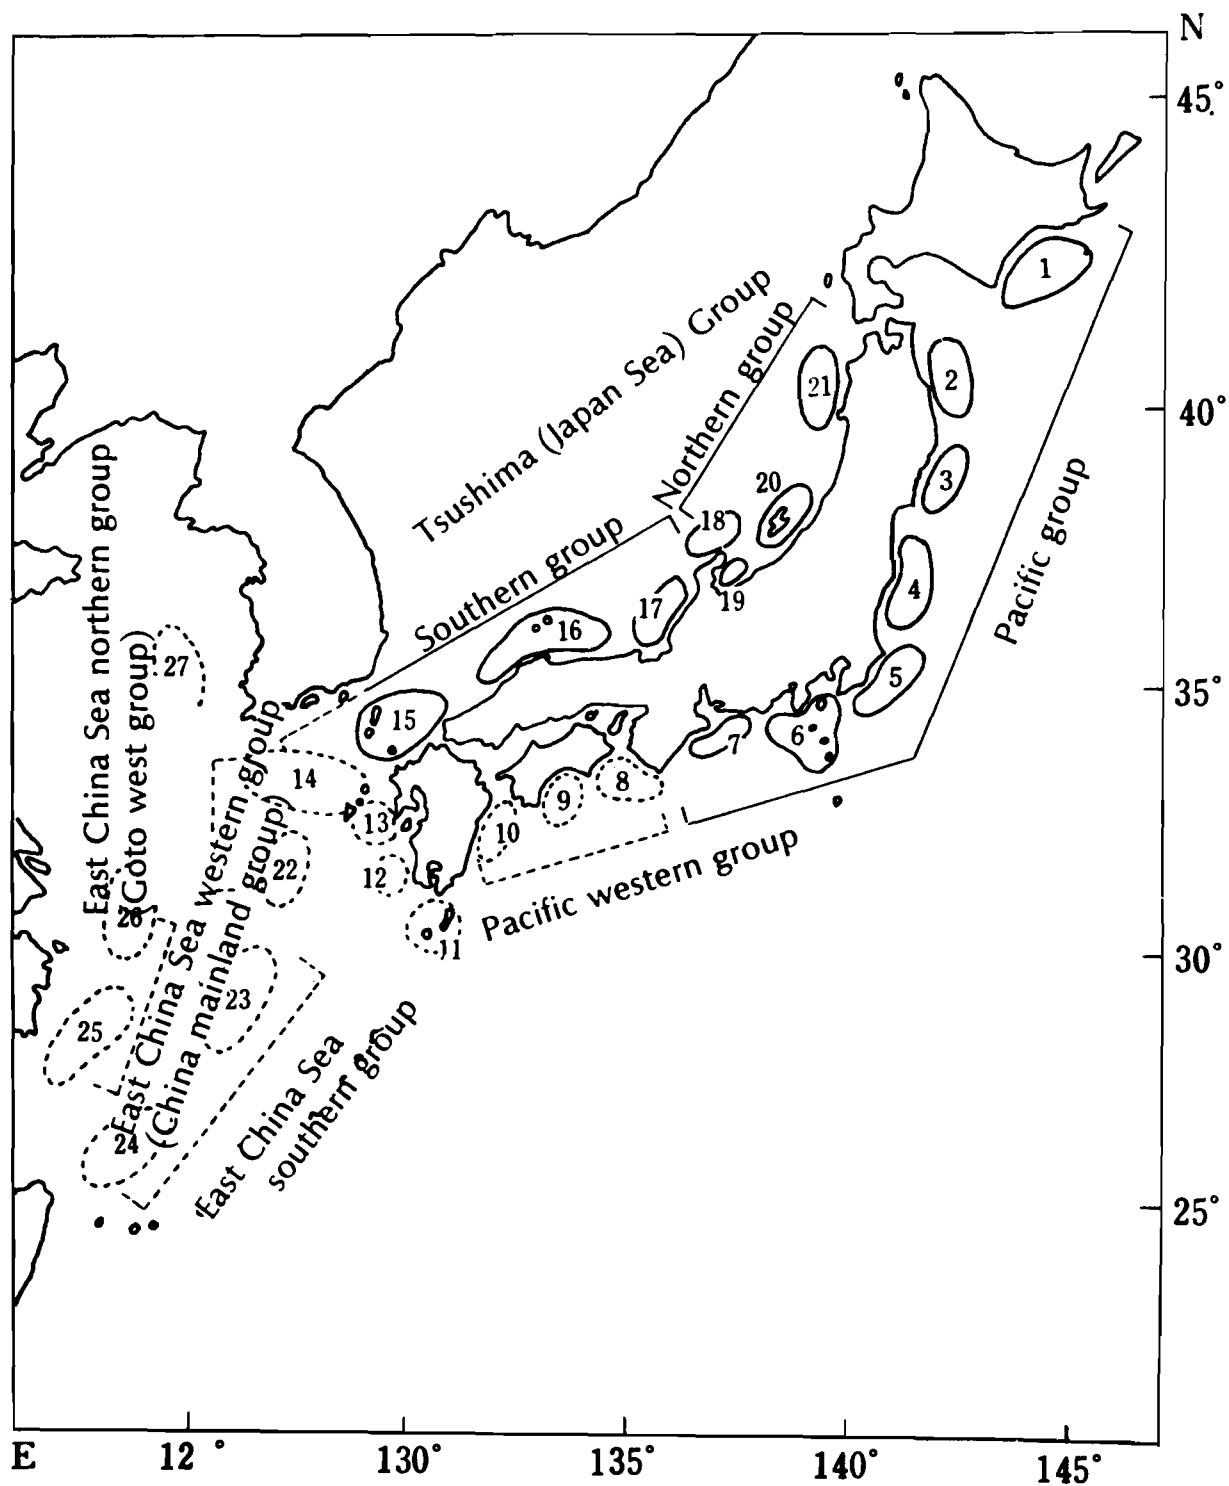 N
45°
1
Tsushima (Japan Sea) Group
Northern group
21
2
40°
3
20
18
Pacific group
Southern group
4
19
17
16
East China Sea northern group
(Goto west group)
27
5
35°
15
6
7
14
8
9
13
10
East China Sea western group
(China mainland group)
22
12
Pacific western group
26
11
30°
23
25
East China Sea
southern group
24
25°
E
12 °
130°
135°
140°
145°